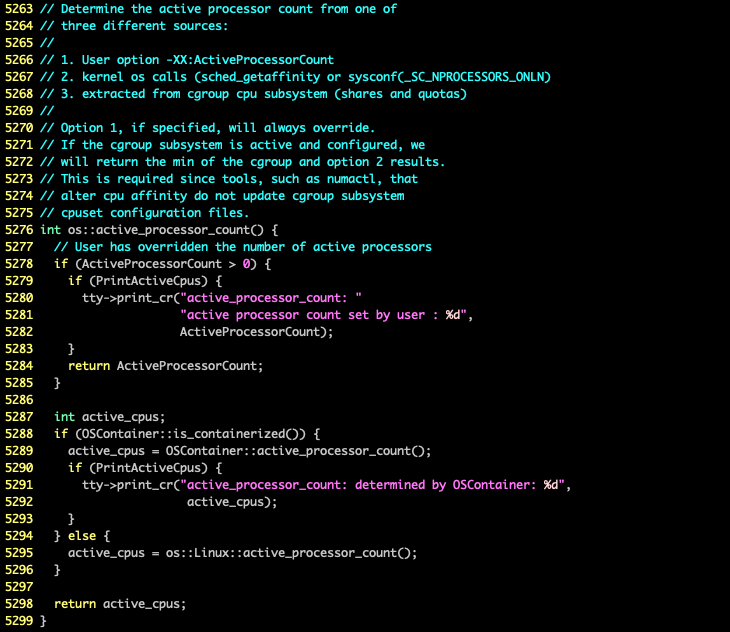 5263 // Determine the active processor count from one of
5264 // three different sources:
5265 //
5266 // 1. User option -XX:ActiveProcessorCount
5267 // 2. kernel os calls (sched_getaffinity or sysconf(_SC_NPROCESSORS_ONLN)
5268 // 3. extracted from cgroup cpu subsystem (shares and quotas)
5269 //
5270 // Option 1, if specified, will always override.
5271 // If the cgroup subsystem is active and configured, we
5272 // will return the min of the cgroup and option 2 results.
5273 // This is required since tools, such as numactl, that
5274 // alter cpu affinity do not update cgroup subsystem
5275 // cpuset configuration files.
5276 int os::active_processor_count() {
5277   // User has overridden the number of active processors
5278   if (ActiveProcessorCount > 0) {
5279     if (PrintActiveCpus) {
5280       tty->print_cr("active_processor_count: "
5281                     "active processor count set by user : %d",
5282                     ActiveProcessorCount);
5283     }
5284     return ActiveProcessorCount;
5285   }
5286
5287   int active_cpus;
5288   if (OSContainer::is_containerized()) {
5289     active_cpus = OSContainer::active_processor_count();
5290     if (PrintActiveCpus) {
5291       tty->print_cr("active_processor_count: determined by OSContainer: %d",
5292                      active_cpus);
5293     }
5294   } else {
5295     active_cpus = os::Linux::active_processor_count();
5296   }
5297
5298   return active_cpus;
5299 }